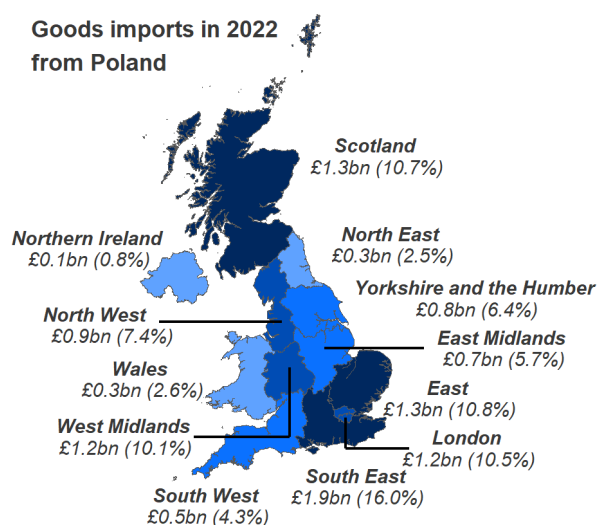 Goods imports in 2022
from Poland
Scotland
£1.3bn (10.7%)
Northern Ireland
£0.1bn (0.8%)
North East
£0.3bn (2.5%)
Yorkshire and the Humber
£0.8bn (6.4%)
North West
£0.9bn (7.4%)
East Midlands
£0.7bn (5.7%)
Wales
£0.3bn (2.6%)
East
£1.3bn (10.8%)
West Midlands
£1.2bn (10.1%)
London
£1.2bn (10.5%)
South East
£1.9bn (16.0%)
South West
£0.5bn (4.3%)